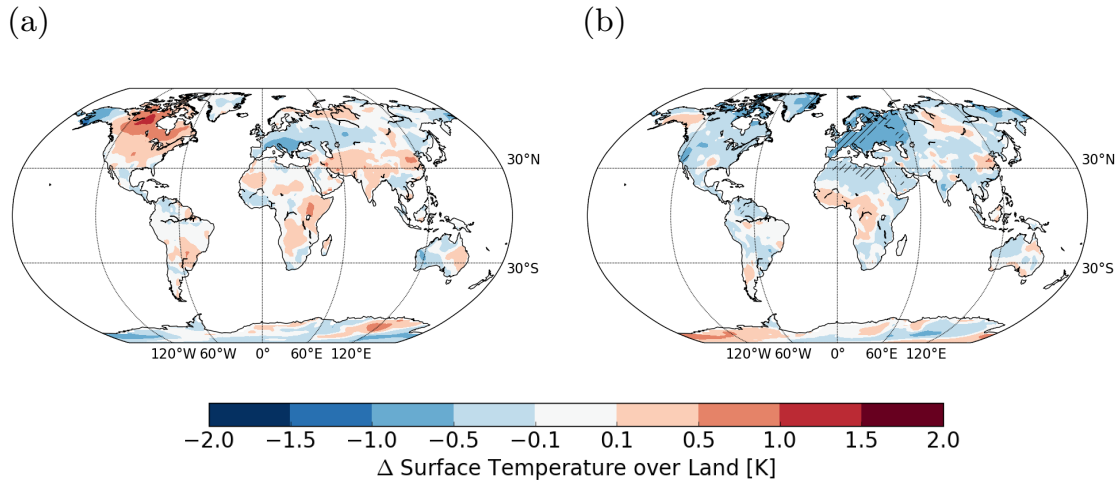 (a) (b)
30°N 30°N
30°S 30°S
120°W 60°W 0° 60°E 120°E 120°W 60°W 0° 60°E 120°E
−2.0 −1.5 −1.0 −0.5 −0.1 0.1 0.5 1.0 1.5 2.0
Δ Surface Temperature over Land [K]